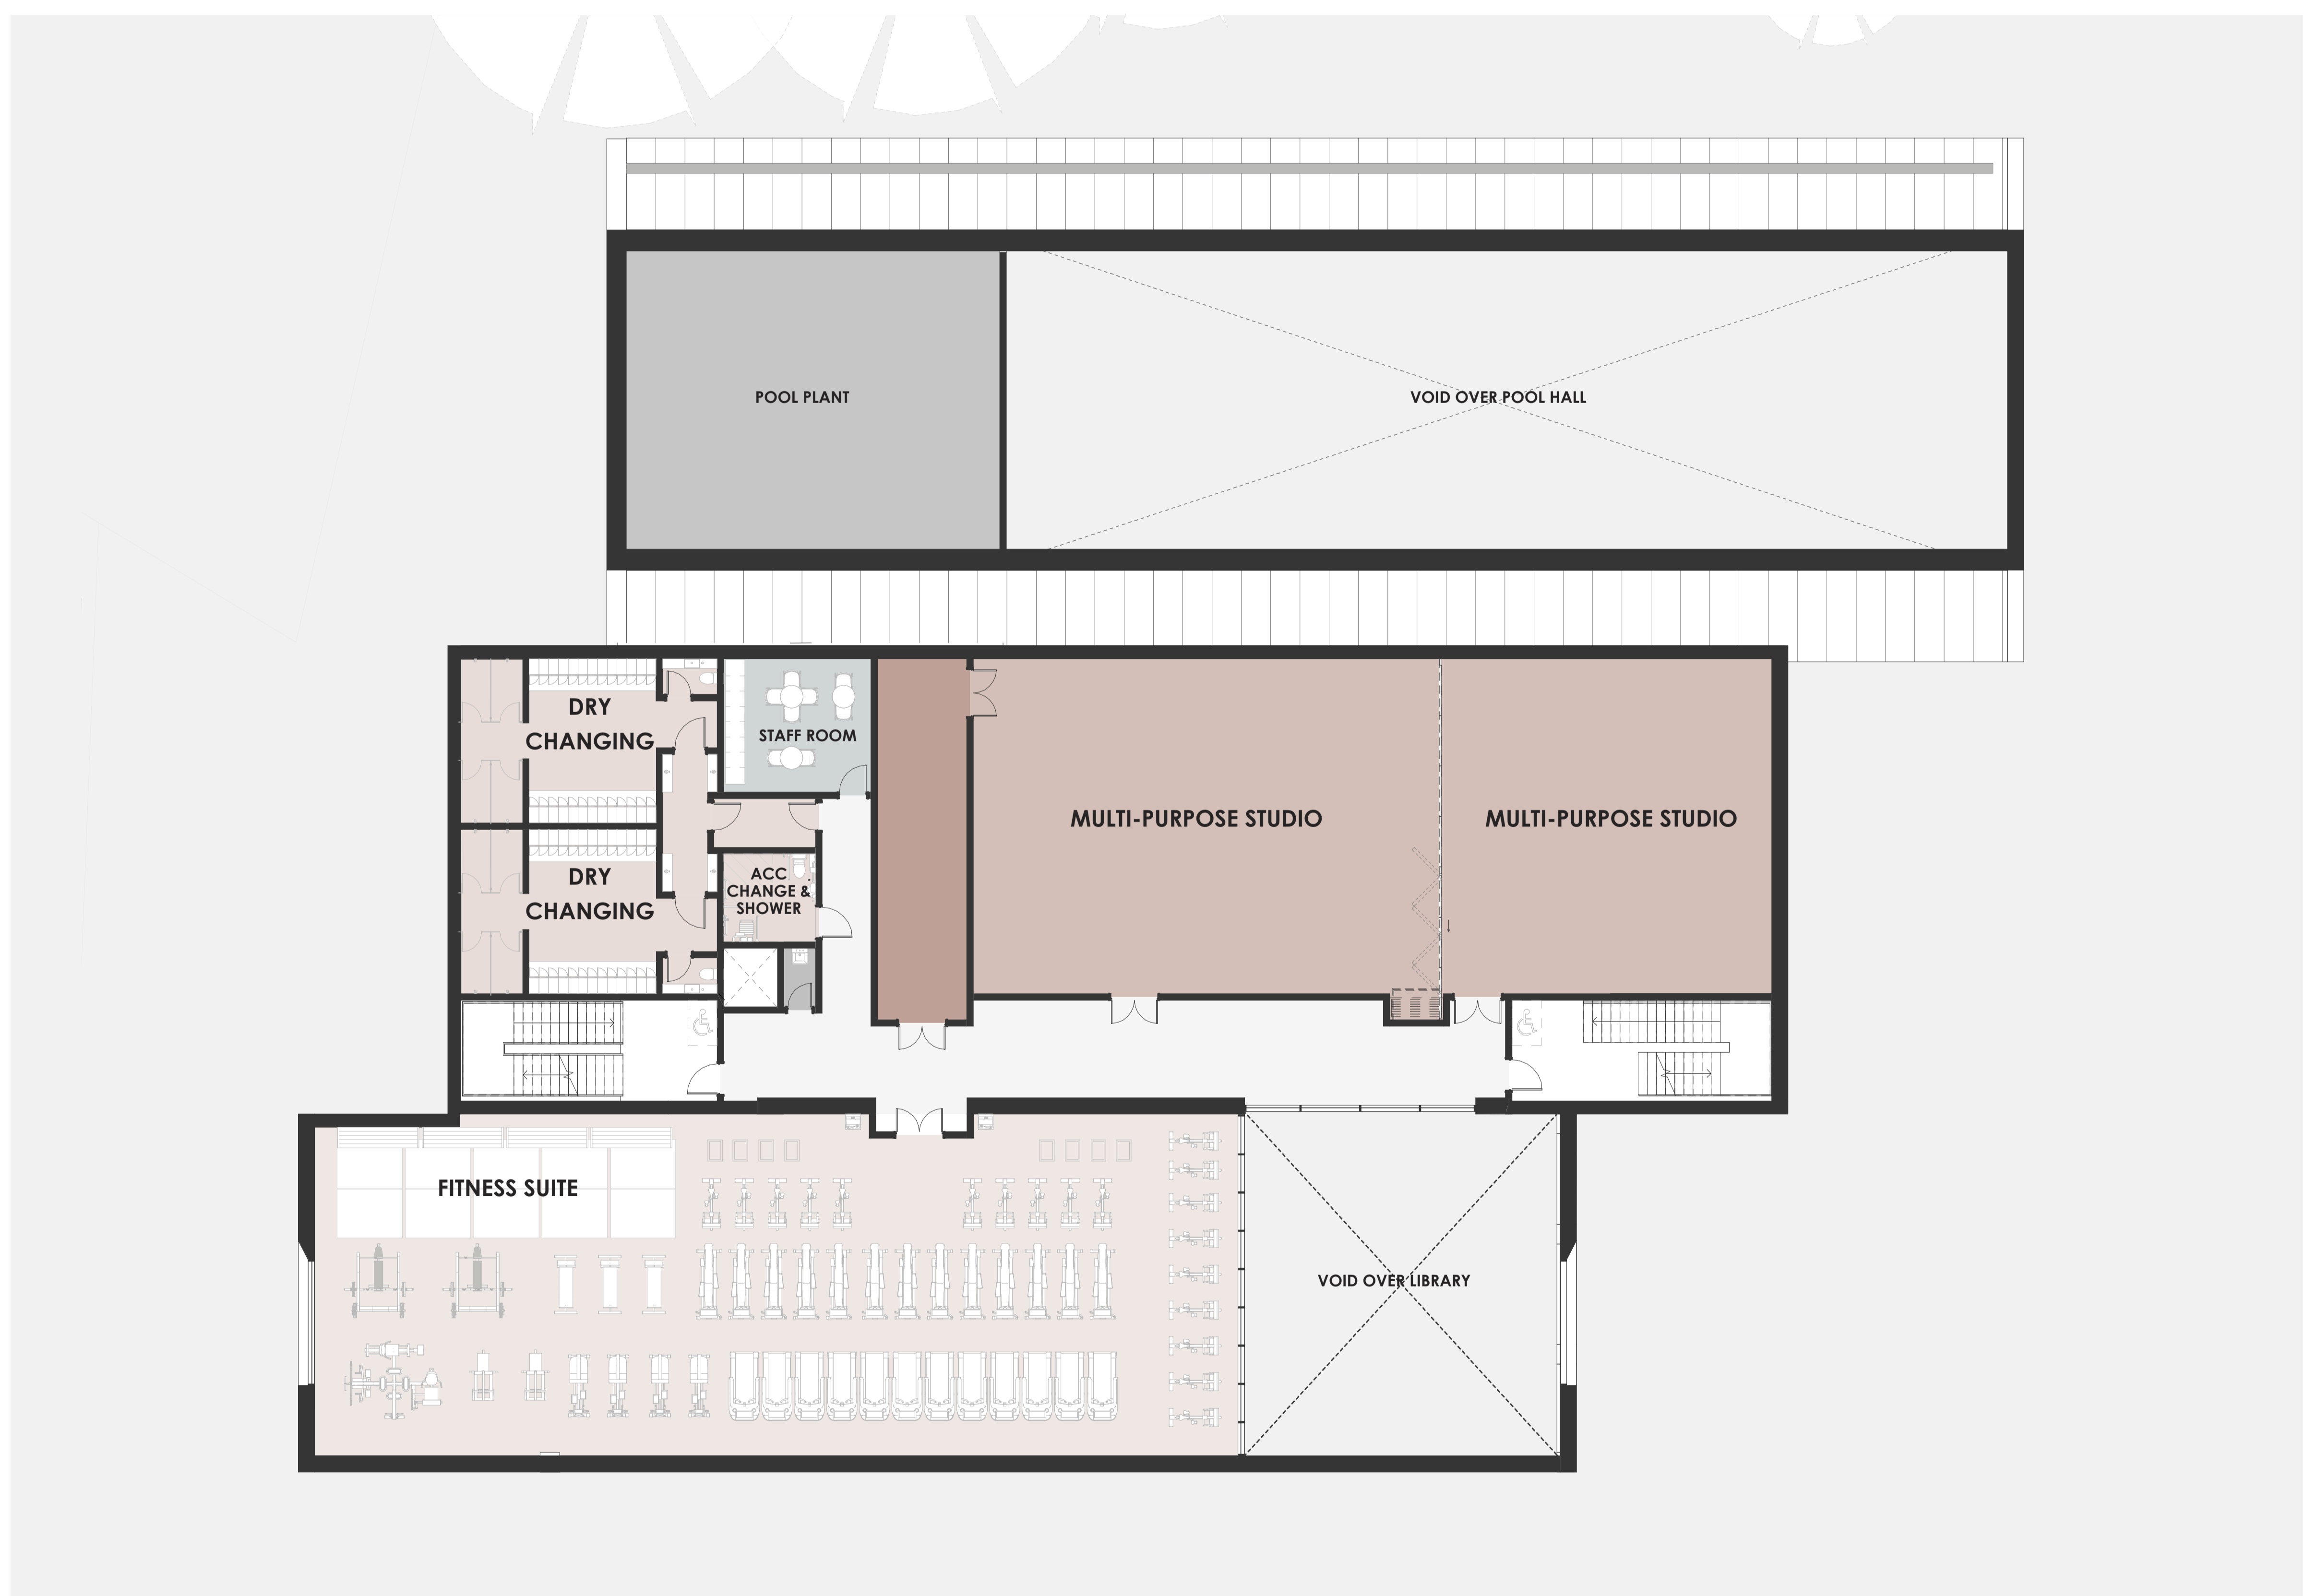 POOL PLANT
VOID OVER POOL HALL
DRY
CHANGING
STAFF ROOM
MULTI-PURPOSE STUDIO
MULTI-PURPOSE STUDIO
DRY
CHANGING
ACC
CHANGE &
SHOWER
FITNESS SUITE
VOID OVER LIBRARY